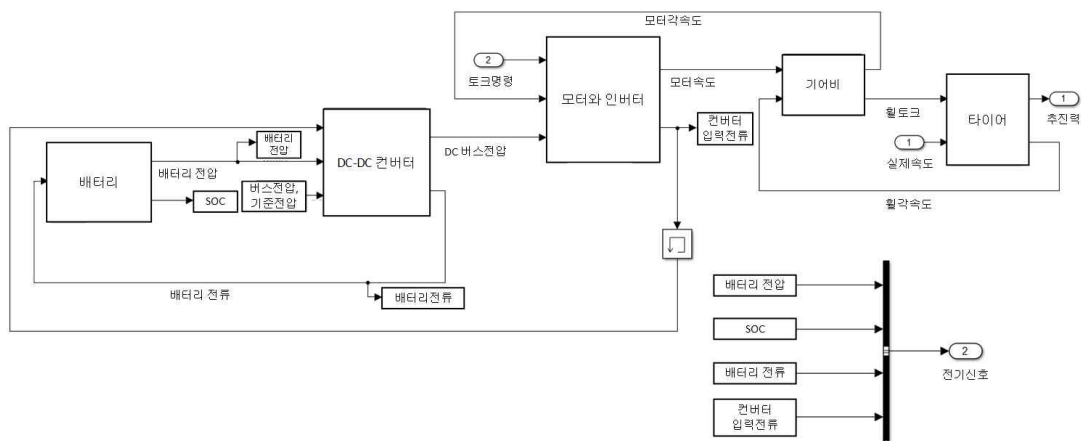 모터각속도
2
토크명령
모터와 인버터
모터속도
기어비
휠토크
타이어
1
추진력
컨버터
입력전류
1
실제속도
휠각속도
배터리
전압
DC 버스전압
DC-DC 컨버터
배터리
배터리 전압
SOC
버스전압,
기준전압
배터리 전류
배터리전류
배터리 전압
SOC
2
전기신호
배터리 전류
컨버터
입력전류